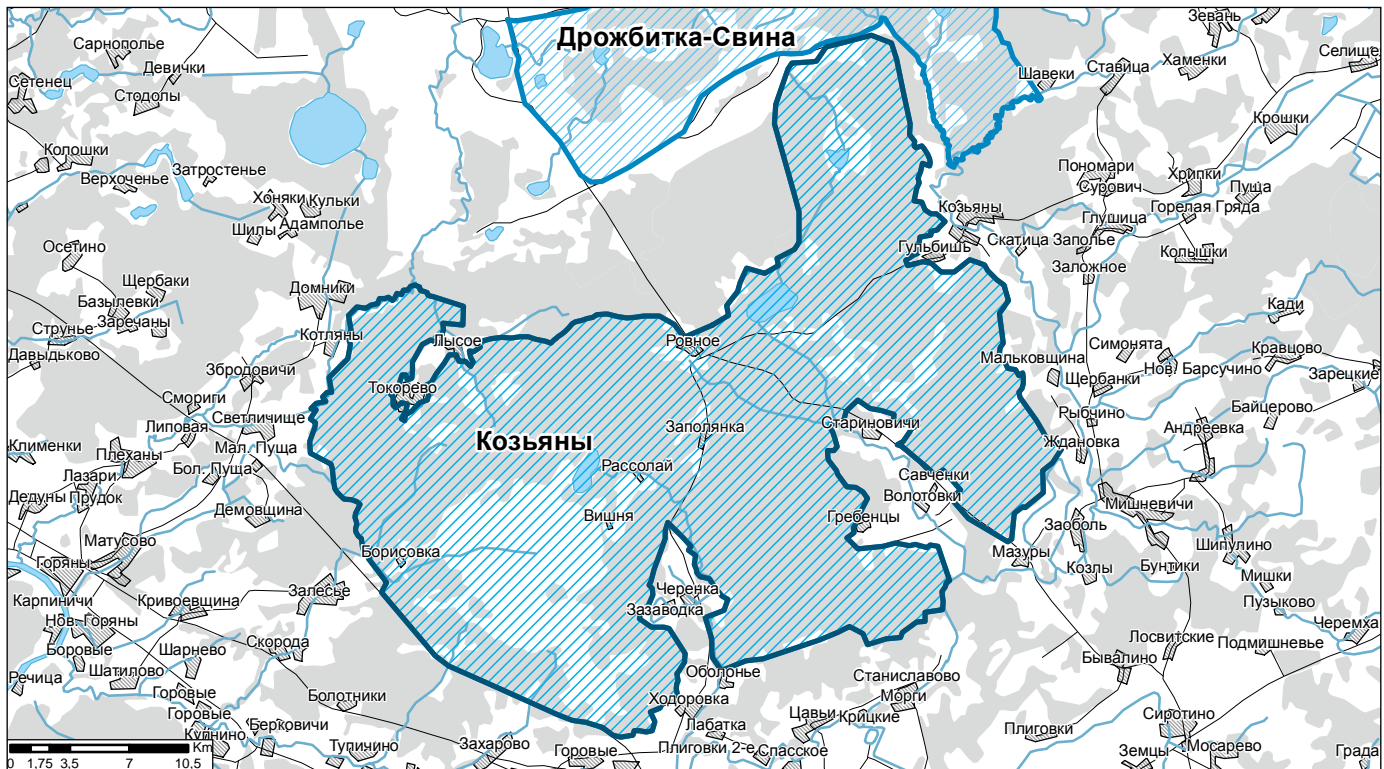 Дрожбитка-Свина
Зевань
Сарнополье
Селище
Девички
Хаменки
Ставица
Шавеки
Сетенец
Стодолы
Крошки
Колошки
Затростенье
Пономари
Верхоченье
Хрипки
Сурович
Пуща
Хоняки
Кульки
Козьяны
Горелая Гряда
Глушица
Шилы
Адамполье
Осетино
Гульбишь
Скатица
Заполье
Колышки
Заложное
Щербаки
Домники
Базылевки
Кади
Заречаны
Струнье
Котляны
Лысое
Ровное
Симонята
Кравцово
Давыдьково
Мальковщина
Збродовичи
Нов. Барсучино
Зарецкие
Щербанки
Токорево
Смориги
Байцерово
Светличище
Рыбчино
Липовая
Стариновичи
Заполянка
Андреевка
Клименки
Мал. Пуща
Козьяны
Ждановка
Плеханы
Бол. Пуща
Рассолай
Лазари
Савченки
Дедуны
Прудок
Волотовки
Мишневичи
Демовщина
Вишня
Гребенцы
Заоболь
Матусово
Борисовка
Мазуры
Шипулино
Горяны
Козлы
Бунтики
Мишки
Залесье
Черенка
Карпиничи
Кривоевщина
Зазаводка
Пузыково
Нов. Горяны
Черемха
Скорода
Лосвитские
Подмишневье
Боровые
Шарнево
Бывалино
Шатилово
Оболонье
Речица
Станиславово
Горовые
Болотники
Ходоровка
Морги
Горовые
Цавьи
Крицкие
Сиротино
Берковичи
Лабатка
Плиговки
Купнино
Тупичино
Захарово
Горовые
Плиговки 2-е
Спасское
Земцы
Мосарево
Града
Km
0 1,75 3,5 7 10,5